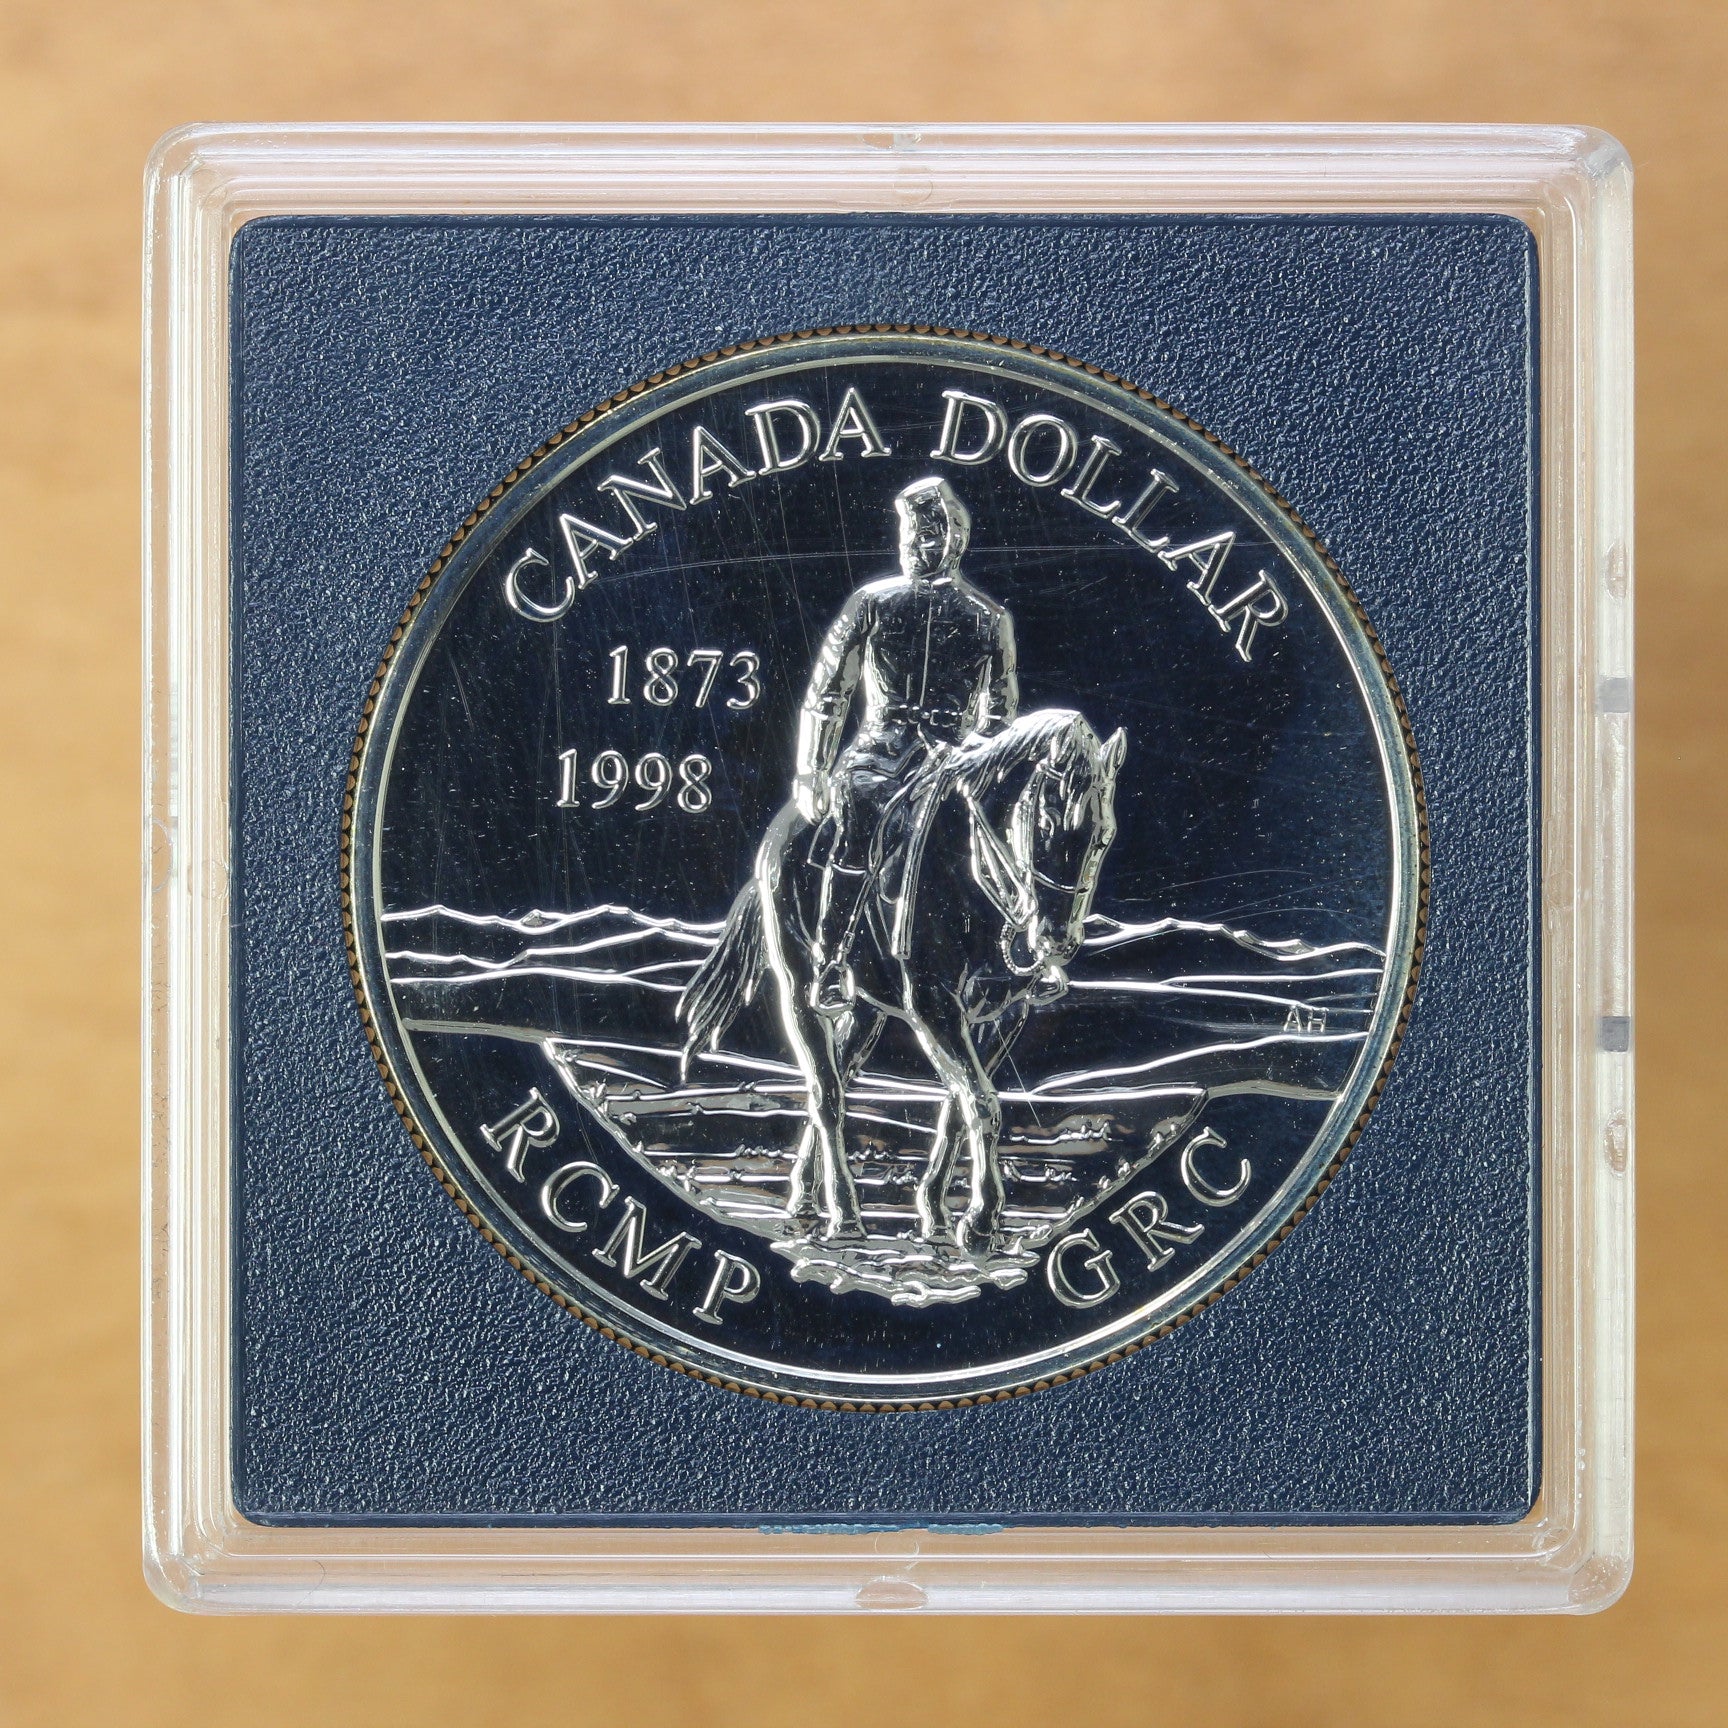 CANADA DOLLAR
1873
1998
AH
RCMP GRC